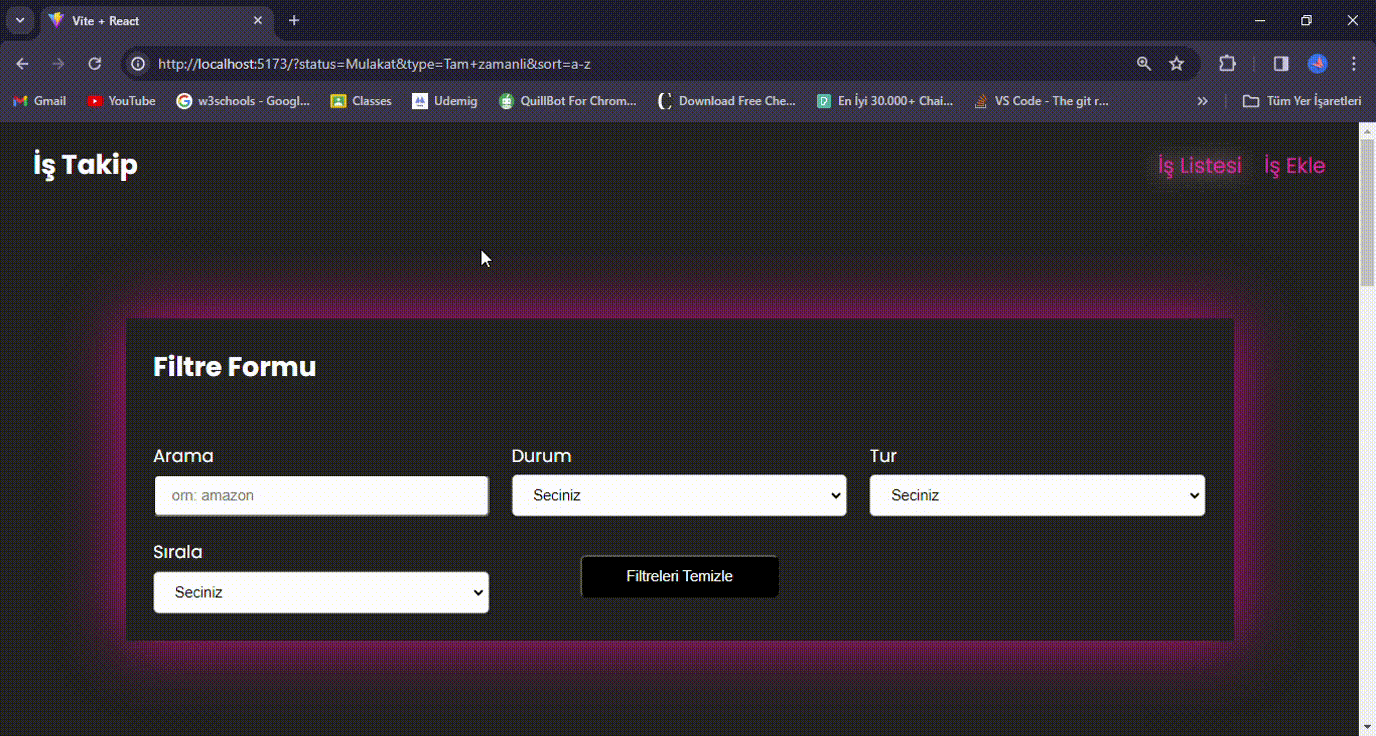 Vite + React
http://localhost:5173/?status=Mulakat&type=Tam+zamanli&sort=a-z
Gmail YouTube w3schools - Googl... Classes Udemig QuillBot For Chrom... Download Free Che... En İyi 30.000+ Chai... VS Code - The git r... » Tüm Yer İşaretleri
İş Takip İş Listesi İş Ekle
Filtre Formu
Arama Durum Tur
orn: amazon Seciniz Seciniz
Sırala
Seciniz Filtreleri Temizle